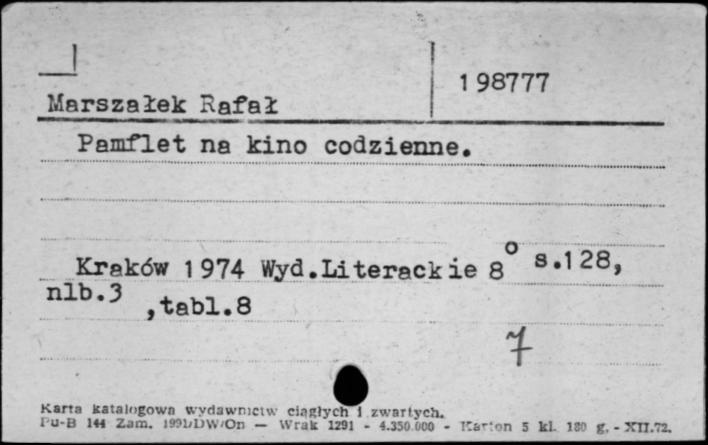 198777
Marszałek Rafał
Pamflet na kino codzienne.
Kraków 1974 Wyd.Literackie 8° s.128,
nlb.3 ,tabl.8
7
Karta katalogowa wydawnictw ciągłych i zwartych.
Pu-B 144 Zam. 1991/DW/On — Wrak 1291 - 4.350.000 - Karton 5 kl. 180 g. - XII.72.